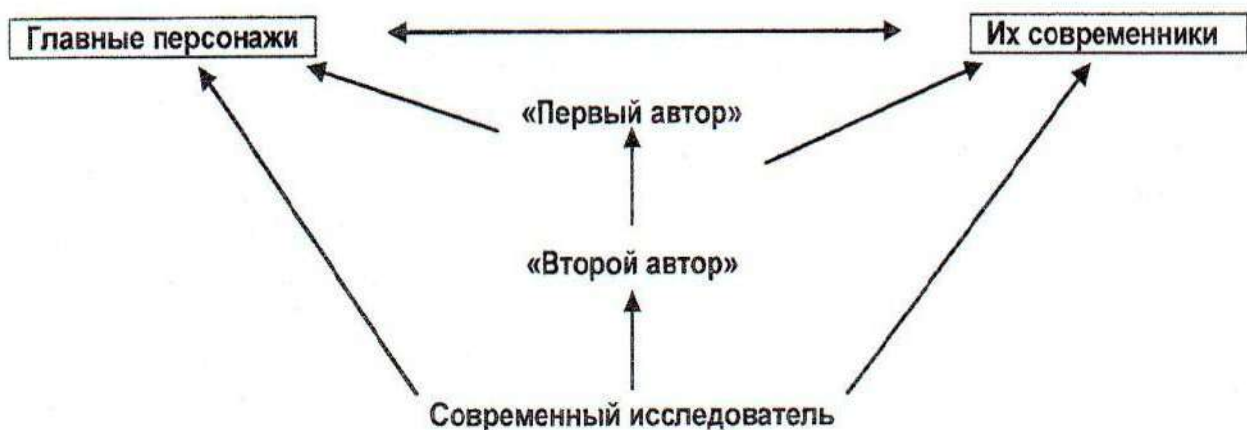 Главные персонажи
Их современники
«Первый автор»
«Второй автор»
Современный исследователь